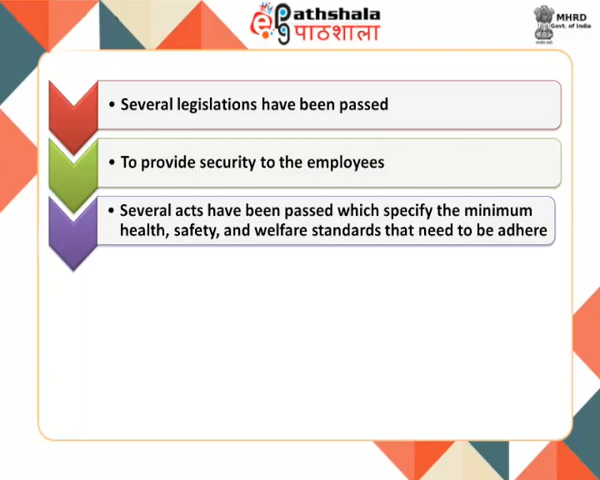 Pathshala
पाठशाला
MHRD
Govt. of India
• Several legislations have been passed
• To provide security to the employees
• Several acts have been passed which specify the minimum
health, safety, and welfare standards that need to be adhere